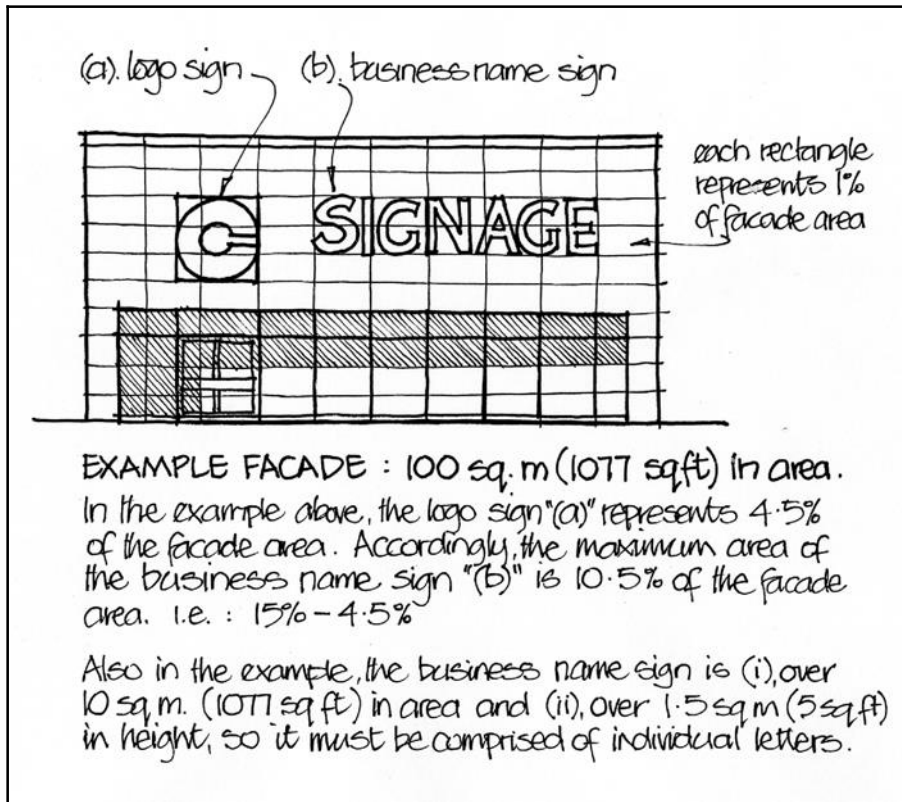 (a). logo sign (b). business name sign
each rectangle
represents 1%
of facade area
C SIGNAGE
EXAMPLE FACADE : 100 sq. m (1077 sqft) in area.
In the example above, the logo sign "(a)" represents 4.5%
of the facade area. Accordingly, the maximum area of
the business name sign "(b)" is 10.5% of the facade
area. i.e. : 15% - 4.5%
Also in the example, the business name sign is (i), over
10 sq m. (1077 sq ft) in area and (ii), over 1.5 sq m (5 sq ft)
in height, so it must be comprised of individual letters.